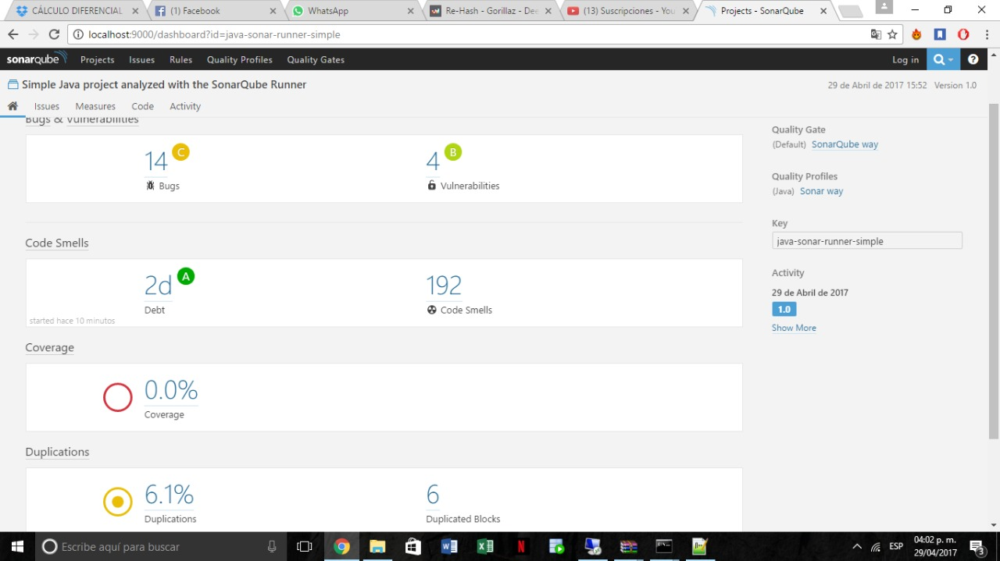 CÁLCULO DIFERENCIAL
(1) Facebook
WhatsApp
Re-Hash - Gorillaz - Dee
(13) Suscripciones - You
Projects - SonarQube
localhost:9000/dashboard?id=java-sonar-runner-simple
sonarqube Projects Issues Rules Quality Profiles Quality Gates Log in
Simple Java project analyzed with the SonarQube Runner
29 de Abril de 2017 15:52 Version 1.0
Issues Measures Code Activity
Bugs & Vulnerabilities
14 C
Bugs
4 B
Vulnerabilities
Code Smells
2d A
Debt
192
Code Smells
started hace 10 minutos
Coverage
0.0%
Coverage
Duplications
6.1%
Duplications
6
Duplicated Blocks
Quality Gate
(Default) SonarQube way
Quality Profiles
(Java) Sonar way
Key
java-sonar-runner-simple
Activity
29 de Abril de 2017
1.0
Show More
Escribe aquí para buscar
ESP
04:02 p. m.
29/04/2017
3